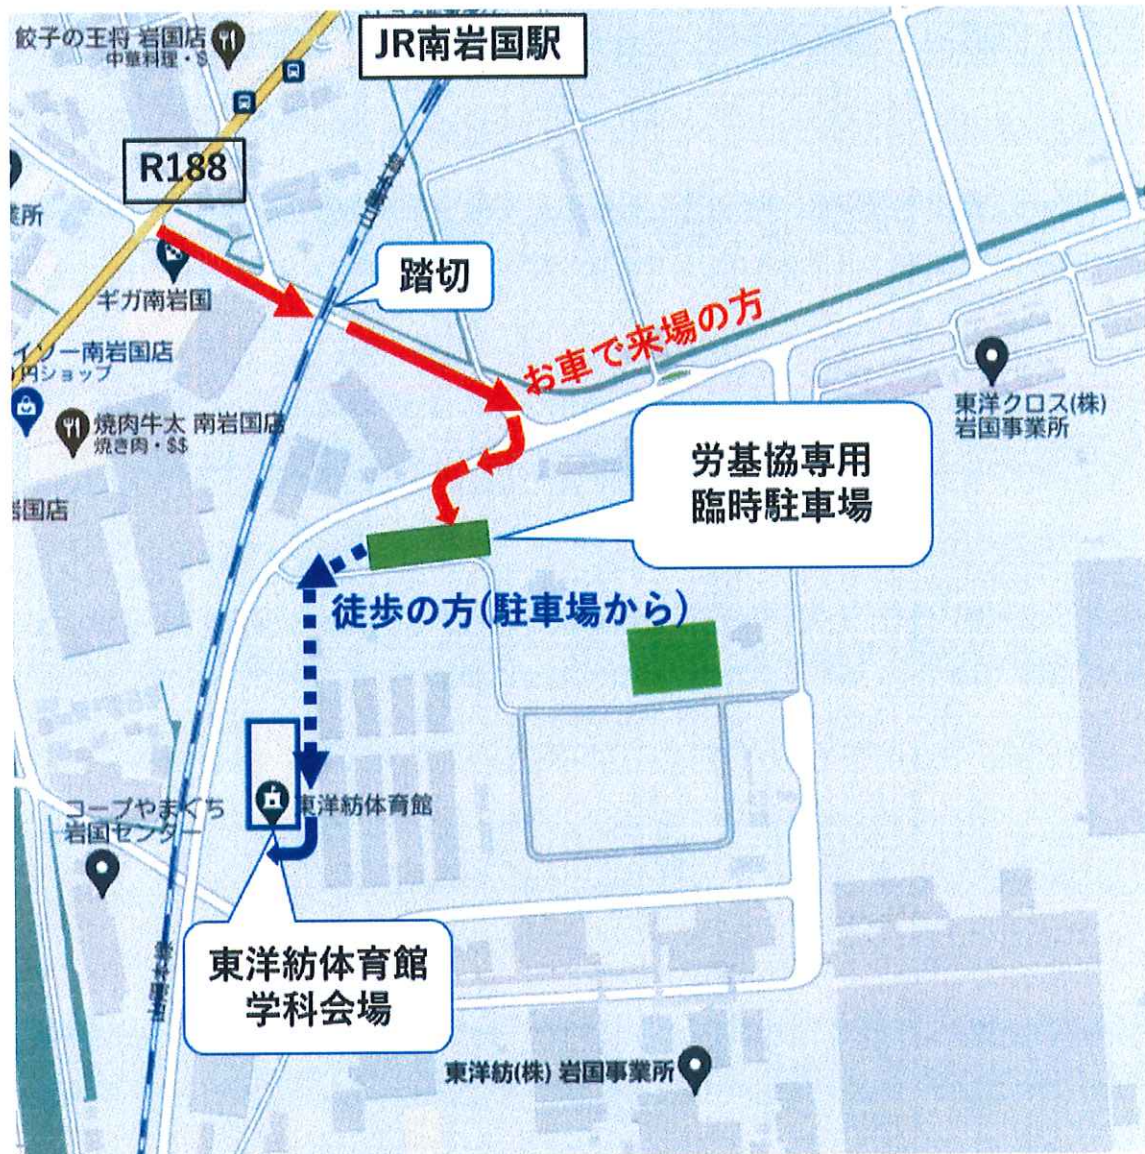 餃子の王将 岩国店
中華料理・$
JR南岩国駅
R188
業所
山陽本線
踏切
ギガ南岩国
お車で来場の方
イソー南岩国店
円ショップ
焼肉牛太 南岩国店
焼き肉・$$
東洋クロス(株)
岩国事業所
労基協専用
臨時駐車場
岩国店
徒歩の方(駐車場から)
東洋紡体育館
コープやまぐち
岩国センター
東洋紡体育館
学科会場
東洋紡(株) 岩国事業所